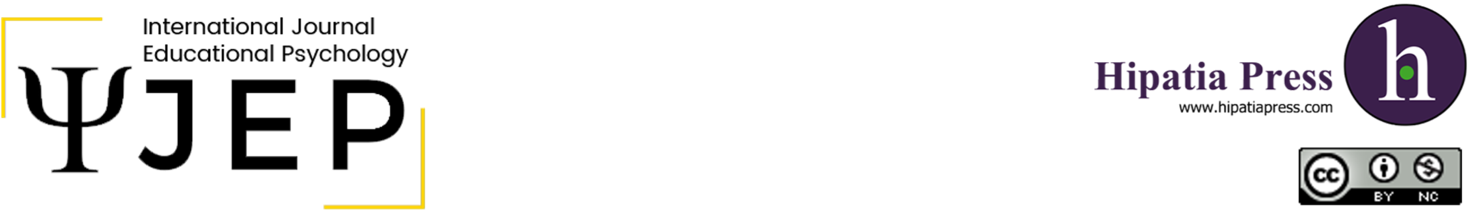 International Journal
Educational Psychology
ΨJEP
Hipatia Press
www.hipatiapress.com
h
cc
BY NC